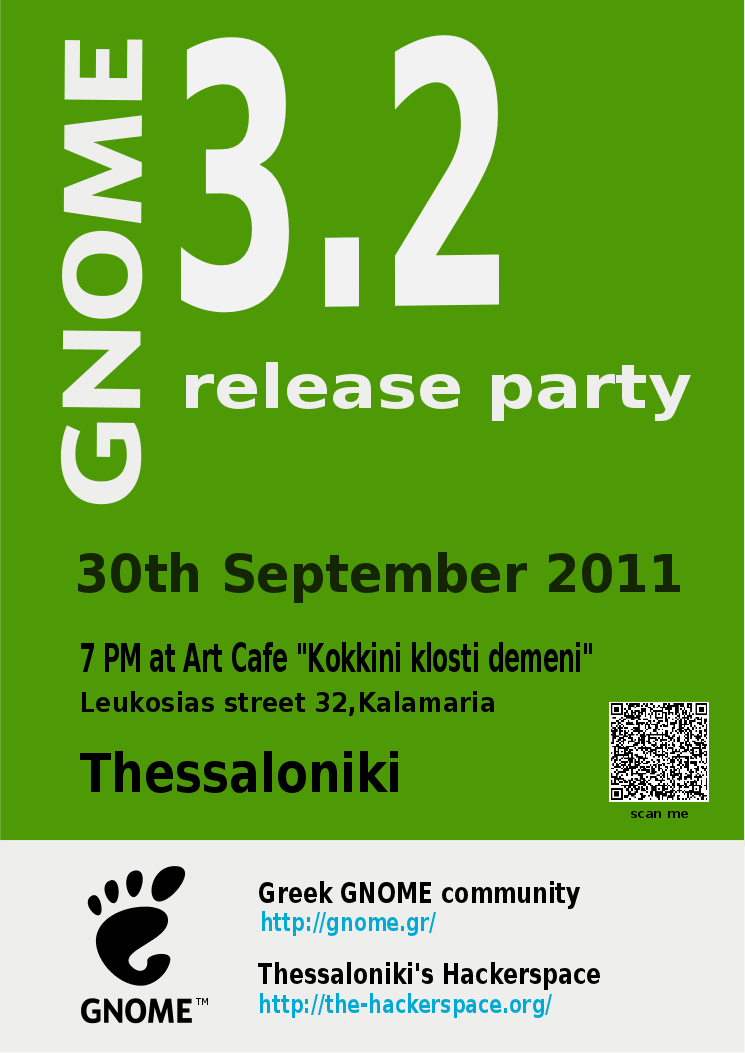 GNOME
3.2
release party
30th September 2011
7 PM at Art Cafe "Kokkini klosti demeni"
Leukosias street 32,Kalamaria
Thessaloniki
scan me
GNOME™
Greek GNOME community
http://gnome.gr/
Thessaloniki's Hackerspace
http://the-hackerspace.org/